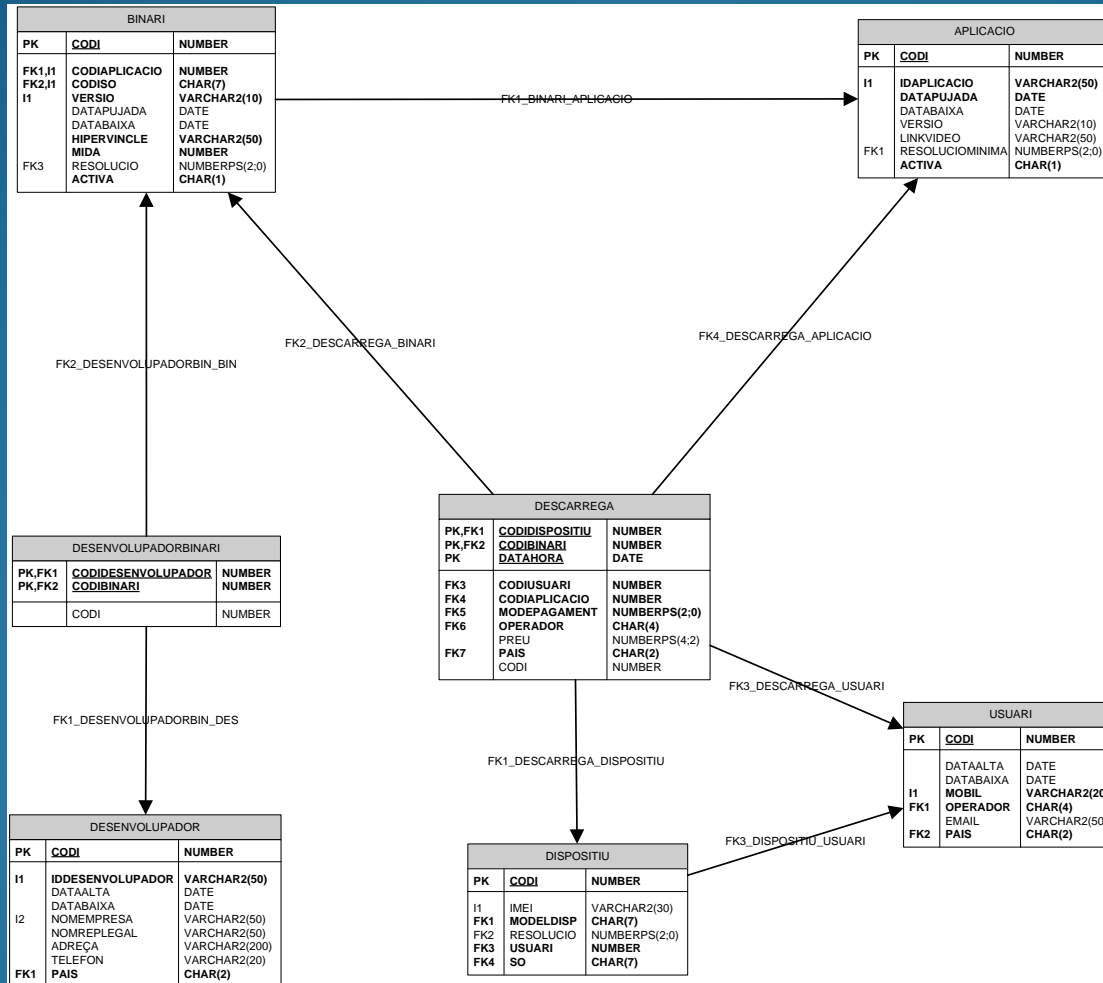 BINARI
PK CODI NUMBER
FK1,I1 CODIAPLICACIO NUMBER
FK2,I1 CODISO CHAR(7)
I1 VERSIO VARCHAR2(10)
DATAPUJADA DATE
DATABAIXA DATE
HIPERVINCLE VARCHAR2(50)
MIDA NUMBER
FK3 RESOLUCIO NUMBERPS(2;0)
ACTIVA CHAR(1)
FK1_BINARI_APLICACIO
APLICACIO
PK CODI NUMBER
I1 IDAPLICACIO VARCHAR2(50)
DATAPUJADA DATE
DATABAIXA DATE
VERSIO VARCHAR2(10)
LINKVIDEO VARCHAR2(50)
FK1 RESOLUCIOMINIMA NUMBERPS(2;0)
ACTIVA CHAR(1)
FK2_DESENVOLUPADORBIN_BIN
FK2_DESCARREGA_BINARI
FK4_DESCARREGA_APLICACIO
DESENVOLUPADORBINARI
PK,FK1 CODIDESENVOLUPADOR NUMBER
PK,FK2 CODIBINARI NUMBER
CODI NUMBER
DESCARREGA
PK,FK1 CODIDISPOSITIU NUMBER
PK,FK2 CODIBINARI NUMBER
PK DATAHORA DATE
FK3 CODIUSUARI NUMBER
FK4 CODIAPLICACIO NUMBER
FK5 MODEPAGAMENT NUMBERPS(2;0)
FK6 OPERADOR CHAR(4)
PREU NUMBERPS(4;2)
FK7 PAIS CHAR(2)
CODI NUMBER
FK1_DESENVOLUPADORBIN_DES
FK1_DESCARREGA_DISPOSITIU
FK3_DESCARREGA_USUARI
FK3_DISPOSITIU_USUARI
USUARI
PK CODI NUMBER
DATAALTA DATE
DATABAIXA DATE
I1 MOBIL VARCHAR2(20
FK1 OPERADOR CHAR(4)
EMAIL VARCHAR2(50
FK2 PAIS CHAR(2)
DESENVOLUPADOR
PK CODI NUMBER
I1 IDDESENVOLUPADOR VARCHAR2(50)
DATAALTA DATE
DATABAIXA DATE
I2 NOMEMPRESA VARCHAR2(50)
NOMREPLEGAL VARCHAR2(50)
ADREÇA VARCHAR2(200)
TELEFON VARCHAR2(20)
FK1 PAIS CHAR(2)
DISPOSITIU
PK CODI NUMBER
I1 IMEI VARCHAR2(30)
FK1 MODELDISP CHAR(7)
FK2 RESOLUCIO NUMBERPS(2;0)
FK3 USUARI NUMBER
FK4 SO CHAR(7)